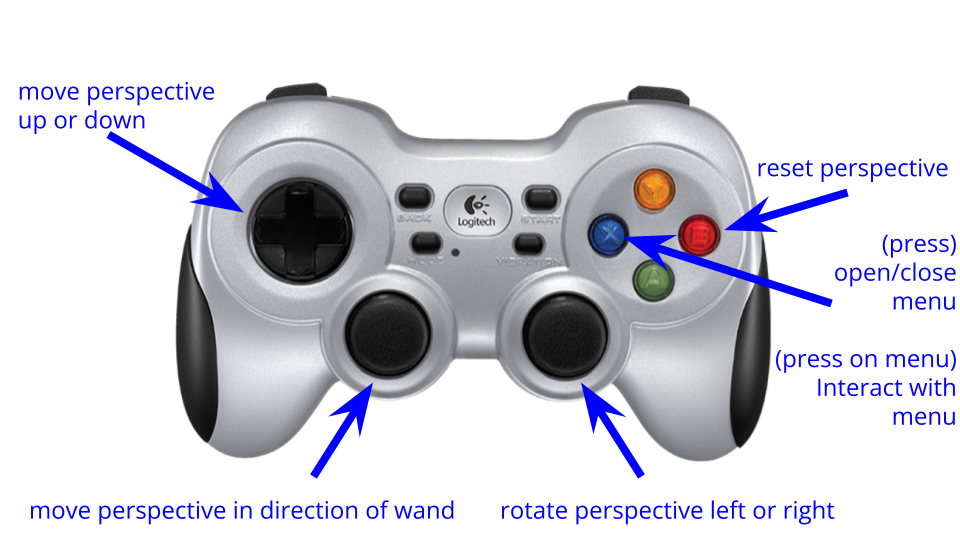 move perspective
up or down
reset perspective
Y
BACK
START
Logitech
X
B
MODE
VIBRATION
A
(press)
open/close
menu
(press on menu)
Interact with
menu
move perspective in direction of wand
rotate perspective left or right